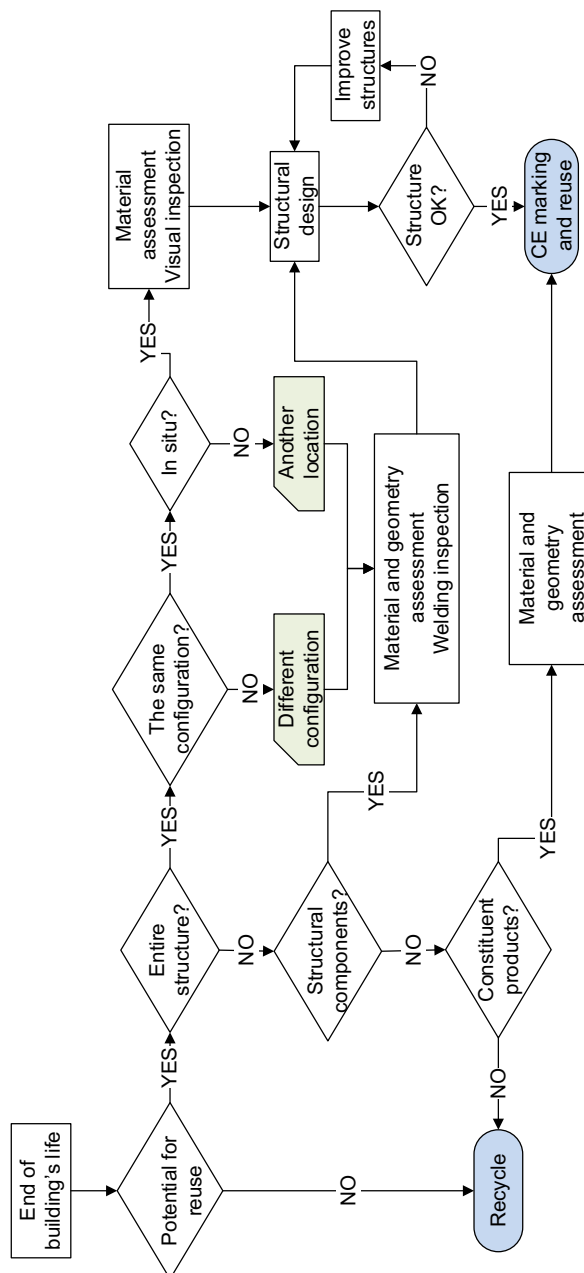 End of
building's life
Potential for
reuse
YES
NO
Entire
structure?
YES
NO
The same
configuration?
YES
NO
In situ?
YES
NO
Material
assessment
Visual inspection
Different
configuration
Another
location
Structural
design
Improve
structures
Structural
components?
YES
NO
Material and geometry
assessment
Welding inspection
Structure
OK?
NO
YES
Constituent
products?
YES
NO
Material and
geometry
assessment
Recycle
CE marking
and reuse